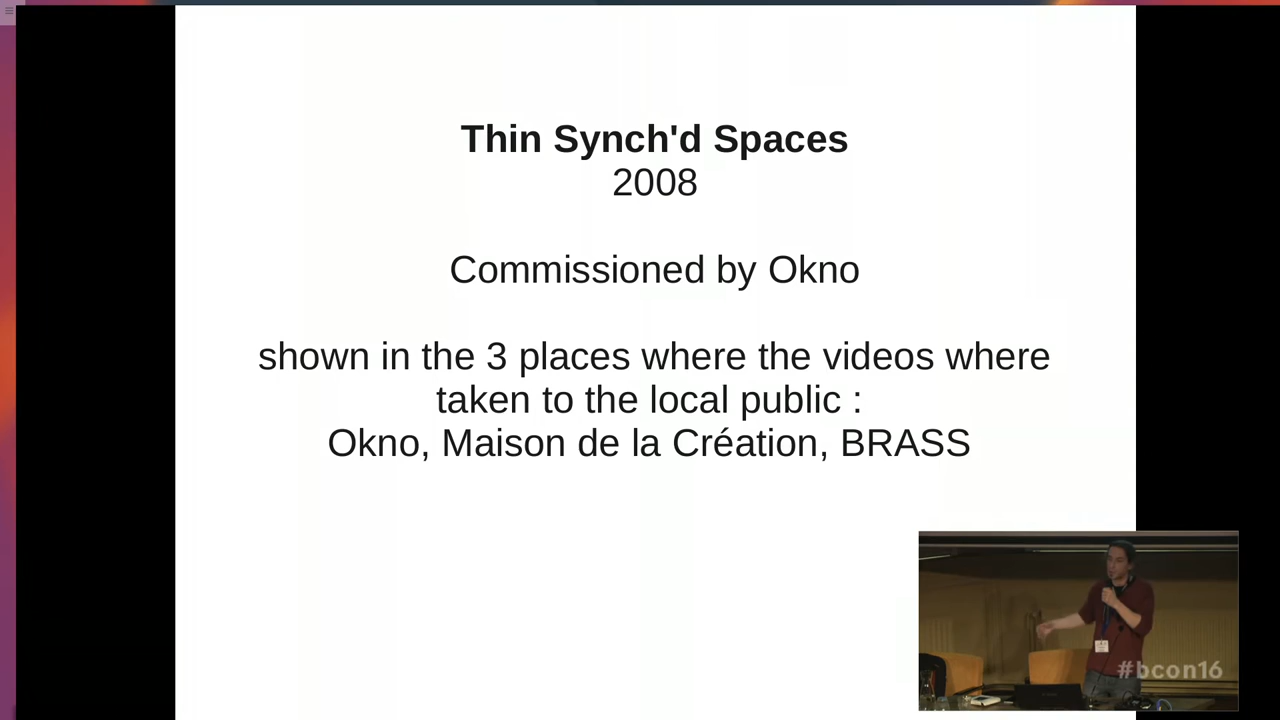 Thin Synch'd Spaces
2008
Commissioned by Okno
shown in the 3 places where the videos where
taken to the local public :
Okno, Maison de la Création, BRASS
#bcon16